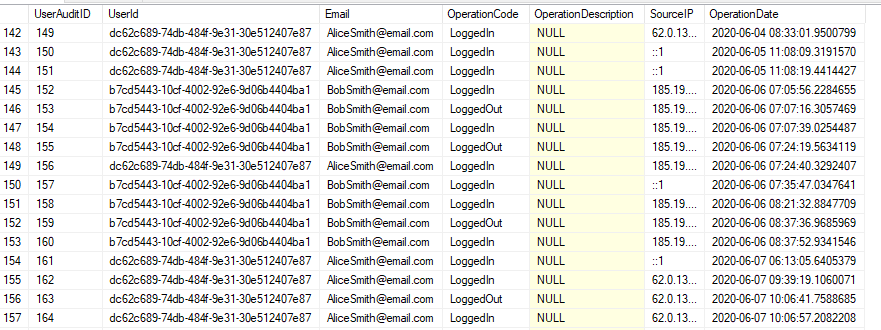 UserAuditID UserId Email OperationCode OperationDescription SourceIP OperationDate
142 149 dc62c689-74db-484f-9e31-30e512407e87 AliceSmith@email.com LoggedIn NULL 62.0.13... 2020-06-04 08:33:01.9500799
143 150 dc62c689-74db-484f-9e31-30e512407e87 AliceSmith@email.com LoggedIn NULL ::1 2020-06-05 11:08:09.3191570
144 151 dc62c689-74db-484f-9e31-30e512407e87 AliceSmith@email.com LoggedIn NULL ::1 2020-06-05 11:08:19.4414427
145 152 b7cd5443-10cf-4002-92e6-9d06b4404ba1 BobSmith@email.com LoggedIn NULL 185.19.... 2020-06-06 07:05:56.2284655
146 153 b7cd5443-10cf-4002-92e6-9d06b4404ba1 BobSmith@email.com LoggedOut NULL 185.19.... 2020-06-06 07:07:16.3057469
147 154 b7cd5443-10cf-4002-92e6-9d06b4404ba1 BobSmith@email.com LoggedIn NULL 185.19.... 2020-06-06 07:07:39.0254487
148 155 b7cd5443-10cf-4002-92e6-9d06b4404ba1 BobSmith@email.com LoggedOut NULL 185.19.... 2020-06-06 07:24:19.5634119
149 156 dc62c689-74db-484f-9e31-30e512407e87 AliceSmith@email.com LoggedIn NULL 185.19.... 2020-06-06 07:24:40.3292407
150 157 b7cd5443-10cf-4002-92e6-9d06b4404ba1 BobSmith@email.com LoggedIn NULL ::1 2020-06-06 07:35:47.0347641
151 158 b7cd5443-10cf-4002-92e6-9d06b4404ba1 BobSmith@email.com LoggedIn NULL 185.19.... 2020-06-06 08:21:32.8847709
152 159 b7cd5443-10cf-4002-92e6-9d06b4404ba1 BobSmith@email.com LoggedOut NULL 185.19.... 2020-06-06 08:37:36.9685969
153 160 b7cd5443-10cf-4002-92e6-9d06b4404ba1 BobSmith@email.com LoggedIn NULL 185.19.... 2020-06-06 08:37:52.9341546
154 161 dc62c689-74db-484f-9e31-30e512407e87 AliceSmith@email.com LoggedIn NULL ::1 2020-06-07 06:13:05.6405379
155 162 dc62c689-74db-484f-9e31-30e512407e87 AliceSmith@email.com LoggedIn NULL 62.0.13... 2020-06-07 09:39:19.1060071
156 163 dc62c689-74db-484f-9e31-30e512407e87 AliceSmith@email.com LoggedOut NULL 62.0.13... 2020-06-07 10:06:41.7588685
157 164 dc62c689-74db-484f-9e31-30e512407e87 AliceSmith@email.com LoggedIn NULL 62.0.13... 2020-06-07 10:06:57.2082208